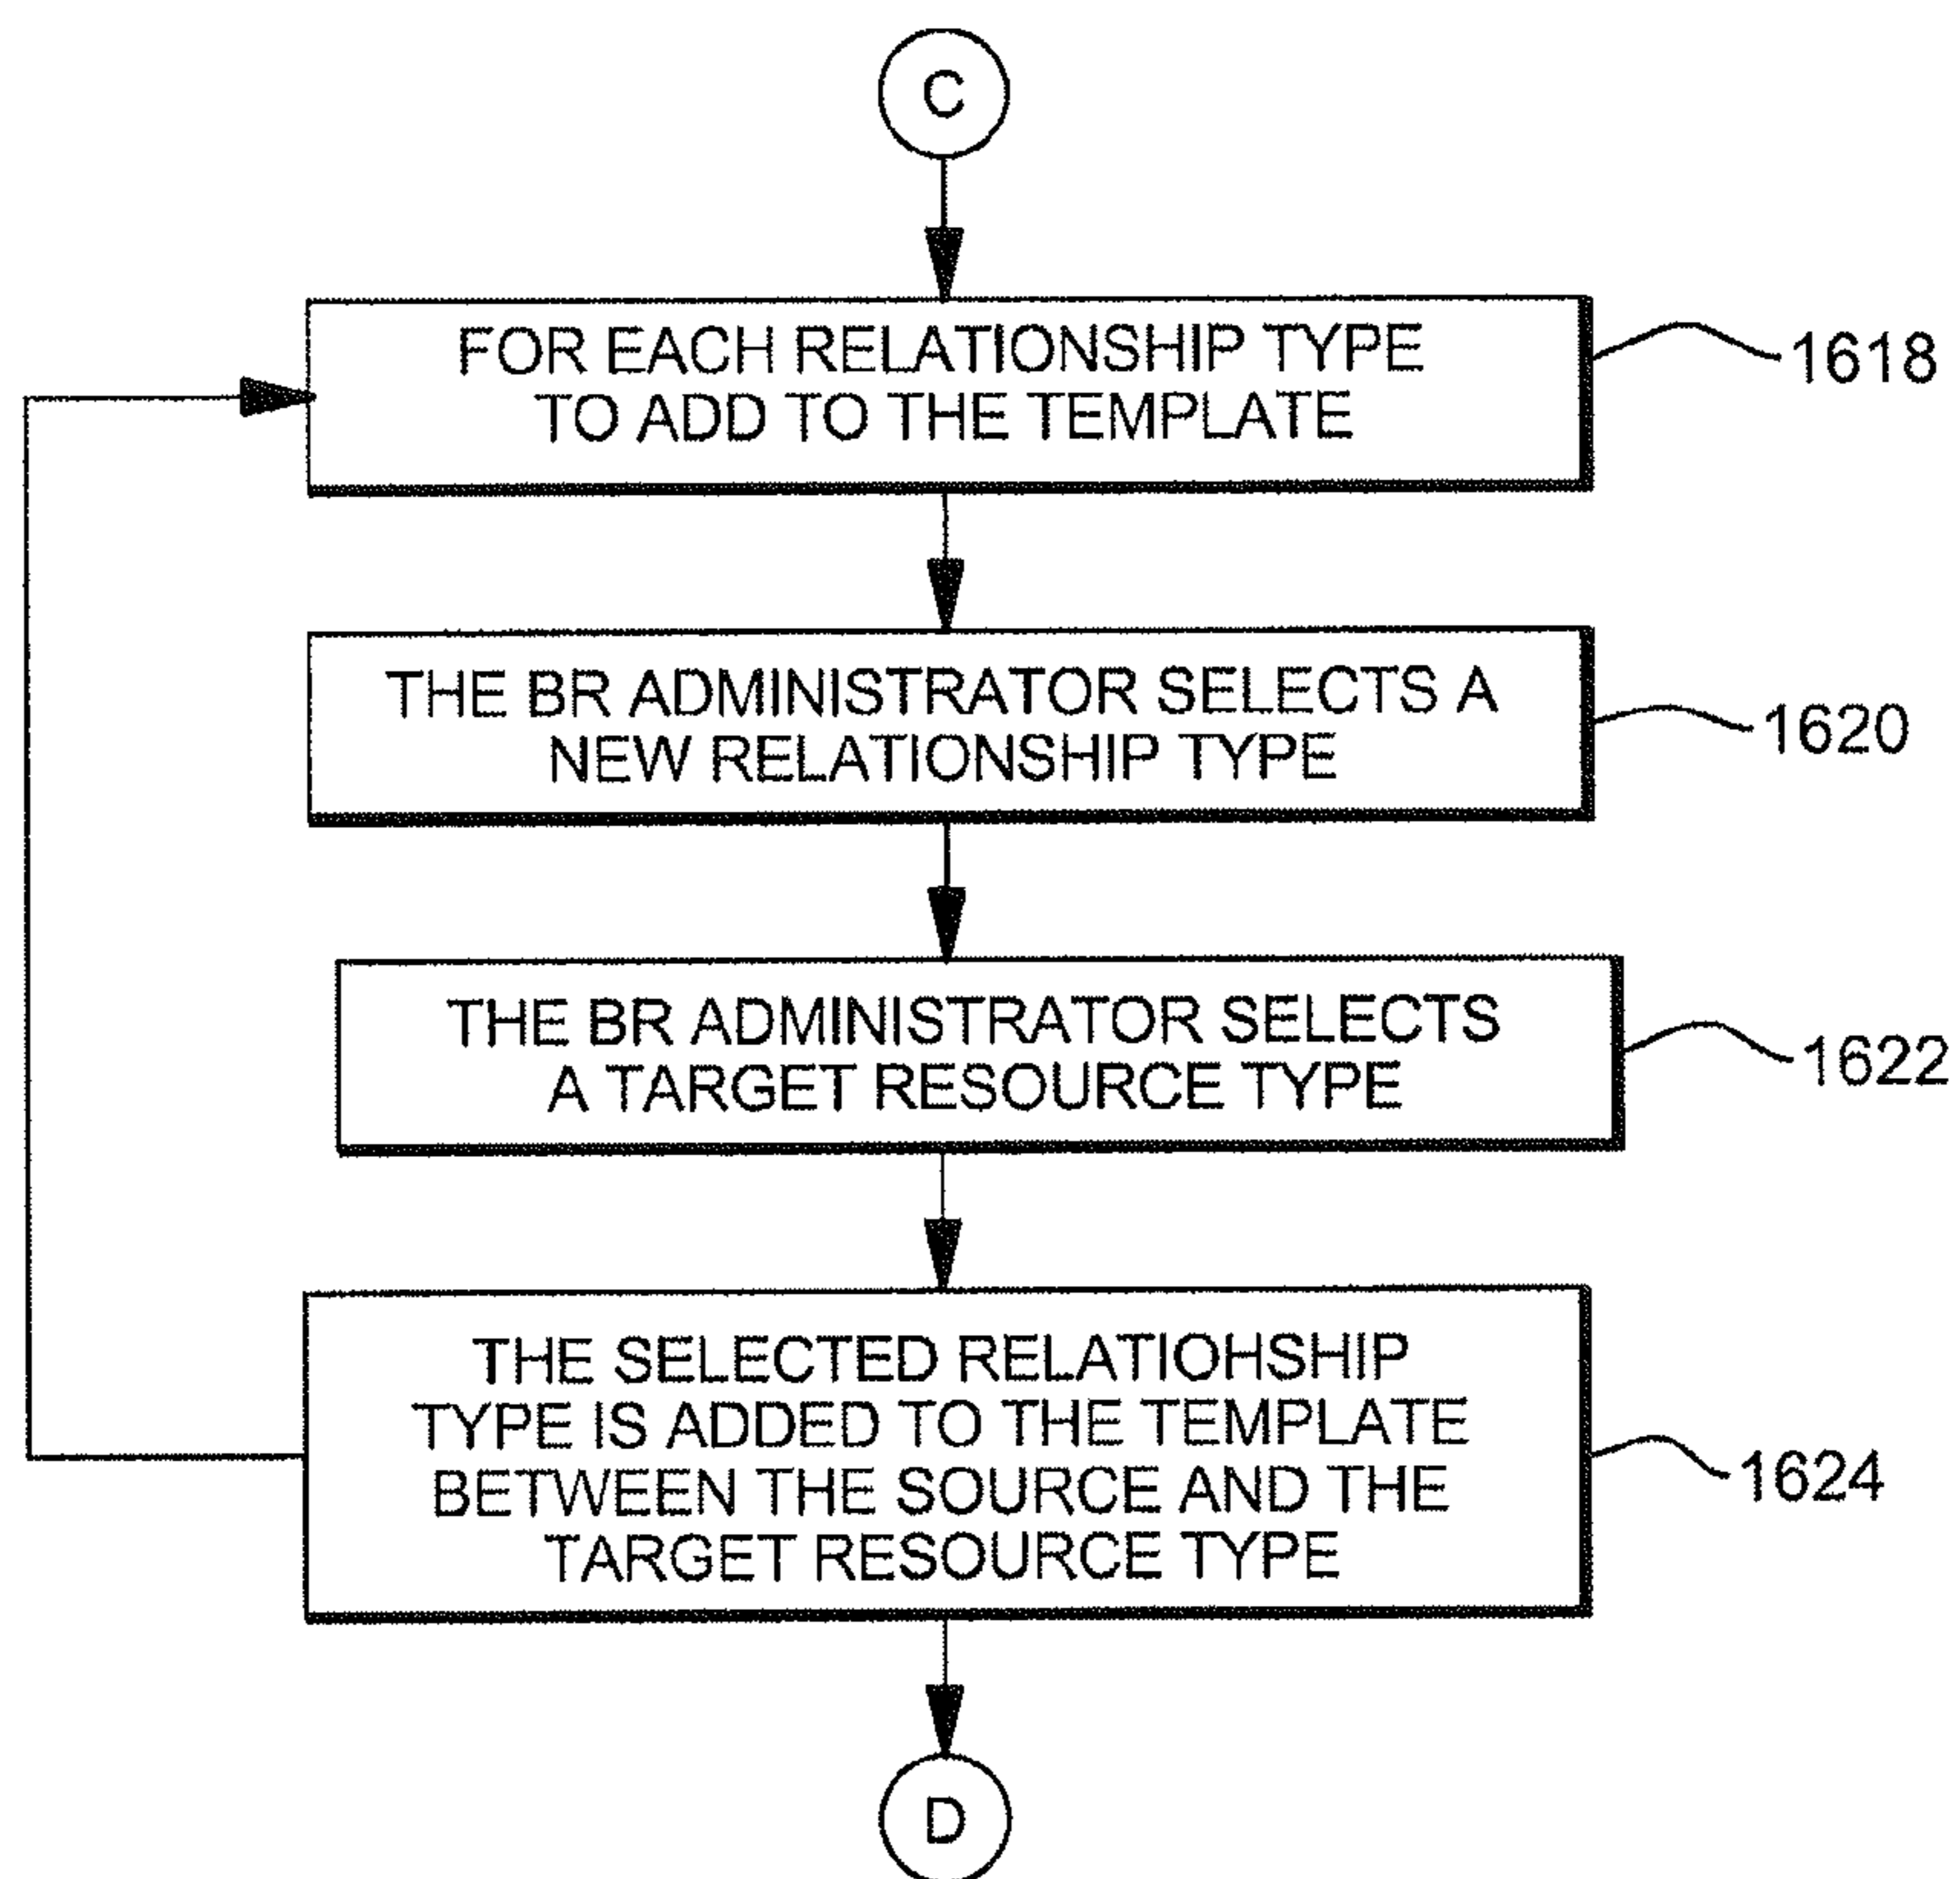 C
FOR EACH RELATIONSHIP TYPE
TO ADD TO THE TEMPLATE
1618
THE BR ADMINISTRATOR SELECTS A
NEW RELATIONSHIP TYPE
1620
THE BR ADMINISTRATOR SELECTS
A TARGET RESOURCE TYPE
1622
THE SELECTED RELATIOHSHIP
TYPE IS ADDED TO THE TEMPLATE
BETWEEN THE SOURCE AND THE
TARGET RESOURCE TYPE
1624
D